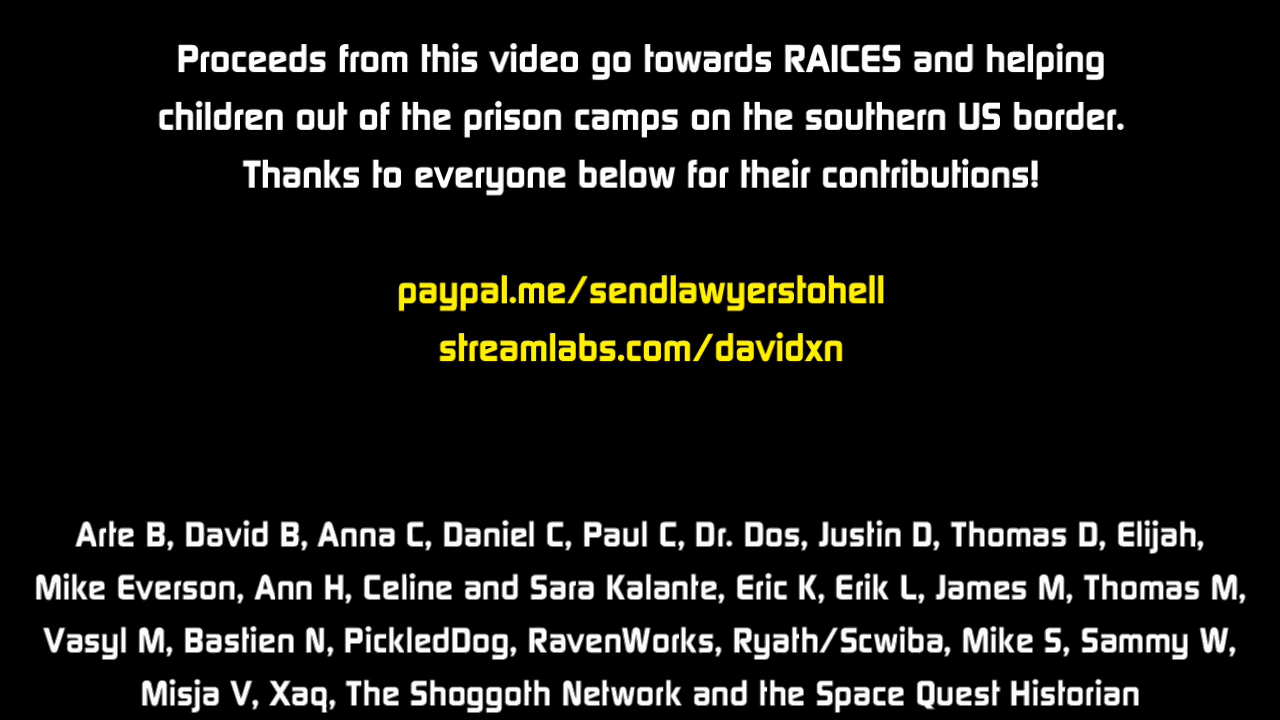 Proceeds from this video go towards RAICES and helping
children out of the prison camps on the southern US border.
Thanks to everyone below for their contributions!
paypal.me/sendlawyerstohell
streamlabs.com/davidxn
Arte B, David B, Anna C, Daniel C, Paul C, Dr. Dos, Justin D, Thomas D, Elijah,
Mike Everson, Ann H, Celine and Sara Kalante, Eric K, Erik L, James M, Thomas M,
Vasyl M, Bastien N, PickledDog, RavenWorks, Ryath/Scwiba, Mike S, Sammy W,
Misja V, Xaq, The Shoggoth Network and the Space Quest Historian